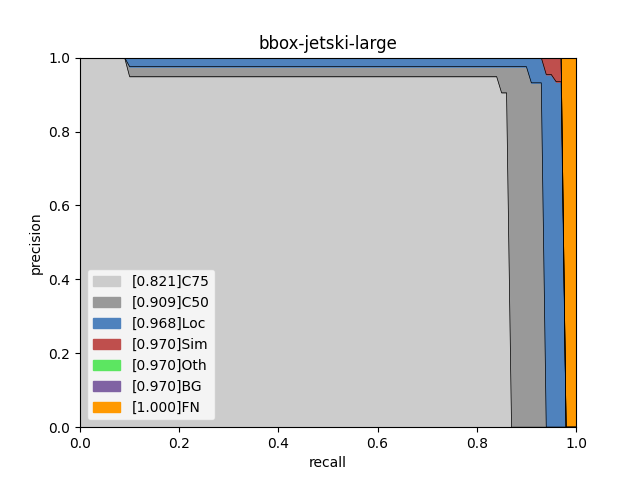 bbox-jetski-large
1.0
0.8
0.6
0.4
0.2
0.0
precision
[0.821]C75
[0.909]C50
[0.968]Loc
[0.970]Sim
[0.970]Oth
[0.970]BG
[1.000]FN
0.0 0.2 0.4 0.6 0.8 1.0
recall